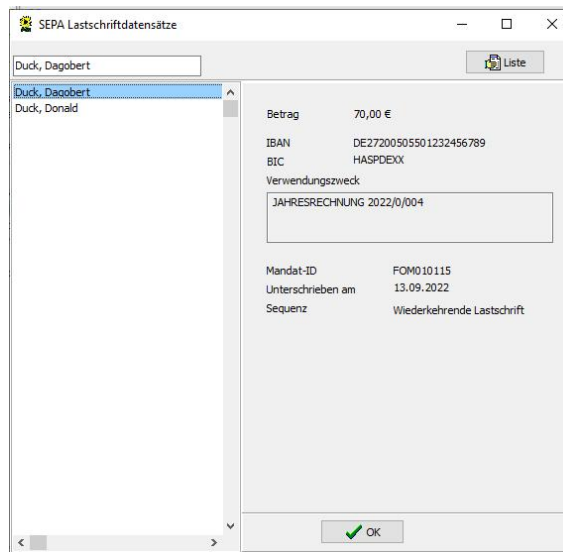 SEPA Lastschriftdatensätze
Duck, Dagobert
Liste
Duck, Dagobert
Duck, Donald
Betrag 70,00 €
IBAN DE27200505501232456789
BIC HASPDEXX
Verwendungszweck
JAHRESRECHNUNG 2022/0/004
Mandat-ID FOM010115
Unterschrieben am 13.09.2022
Sequenz Wiederkehrende Lastschrift
OK